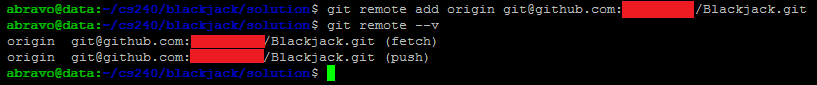 abravo@data:~/cs240/blackjack/solution$ git remote add origin git@github.com: /Blackjack.git
abravo@data:~/cs240/blackjack/solution$ git remote --v
origin git@github.com: /Blackjack.git (fetch)
origin git@github.com: /Blackjack.git (push)
abravo@data:~/cs240/blackjack/solution$